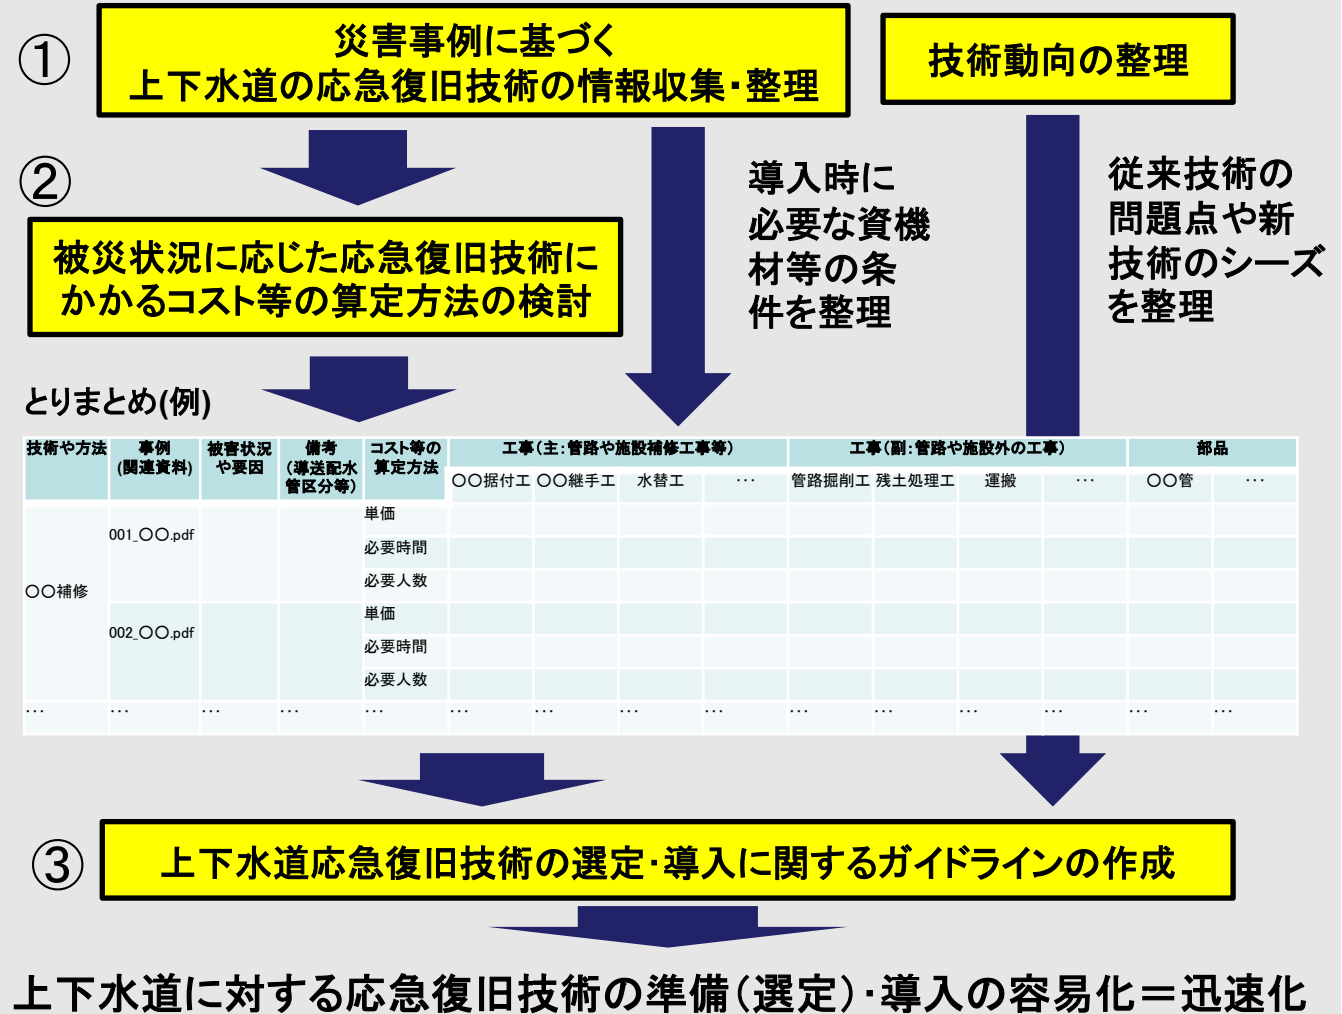 ①
災害事例に基づく
上下水道の応急復旧技術の情報収集・整理
技術動向の整理
②
被災状況に応じた応急復旧技術に
かかるコスト等の算定方法の検討
導入時に
必要な資機
材等の条
件を整理
従来技術の
問題点や新
技術のシーズ
を整理
とりまとめ(例)
技術や方法 事例 被害状況 備考 コスト等の 工事(主:管路や施設補修工事等) 工事(副:管路や施設外の工事) 部品
(関連資料) や要因 (導送配水 算定方法
管区分等)
〇〇据付工 〇〇継手工 水替工 … 管路掘削工 残土処理工 運搬 … 〇〇管 …
単価
001_〇〇.pdf
必要時間
必要人数
〇〇補修
単価
002_〇〇.pdf
必要時間
必要人数
… … … … … … … … … … … … … … …
③
上下水道応急復旧技術の選定・導入に関するガイドラインの作成
上下水道に対する応急復旧技術の準備(選定)・導入の容易化=迅速化